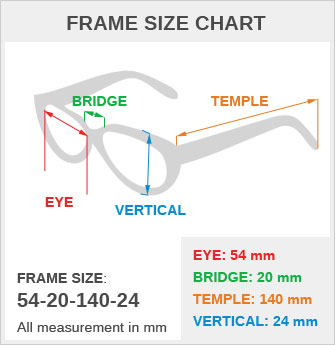 FRAME SIZE CHART
BRIDGE
TEMPLE
EYE
VERTICAL
FRAME SIZE:
54-20-140-24
All measurement in mm
EYE: 54 mm
BRIDGE: 20 mm
TEMPLE: 140 mm
VERTICAL: 24 mm